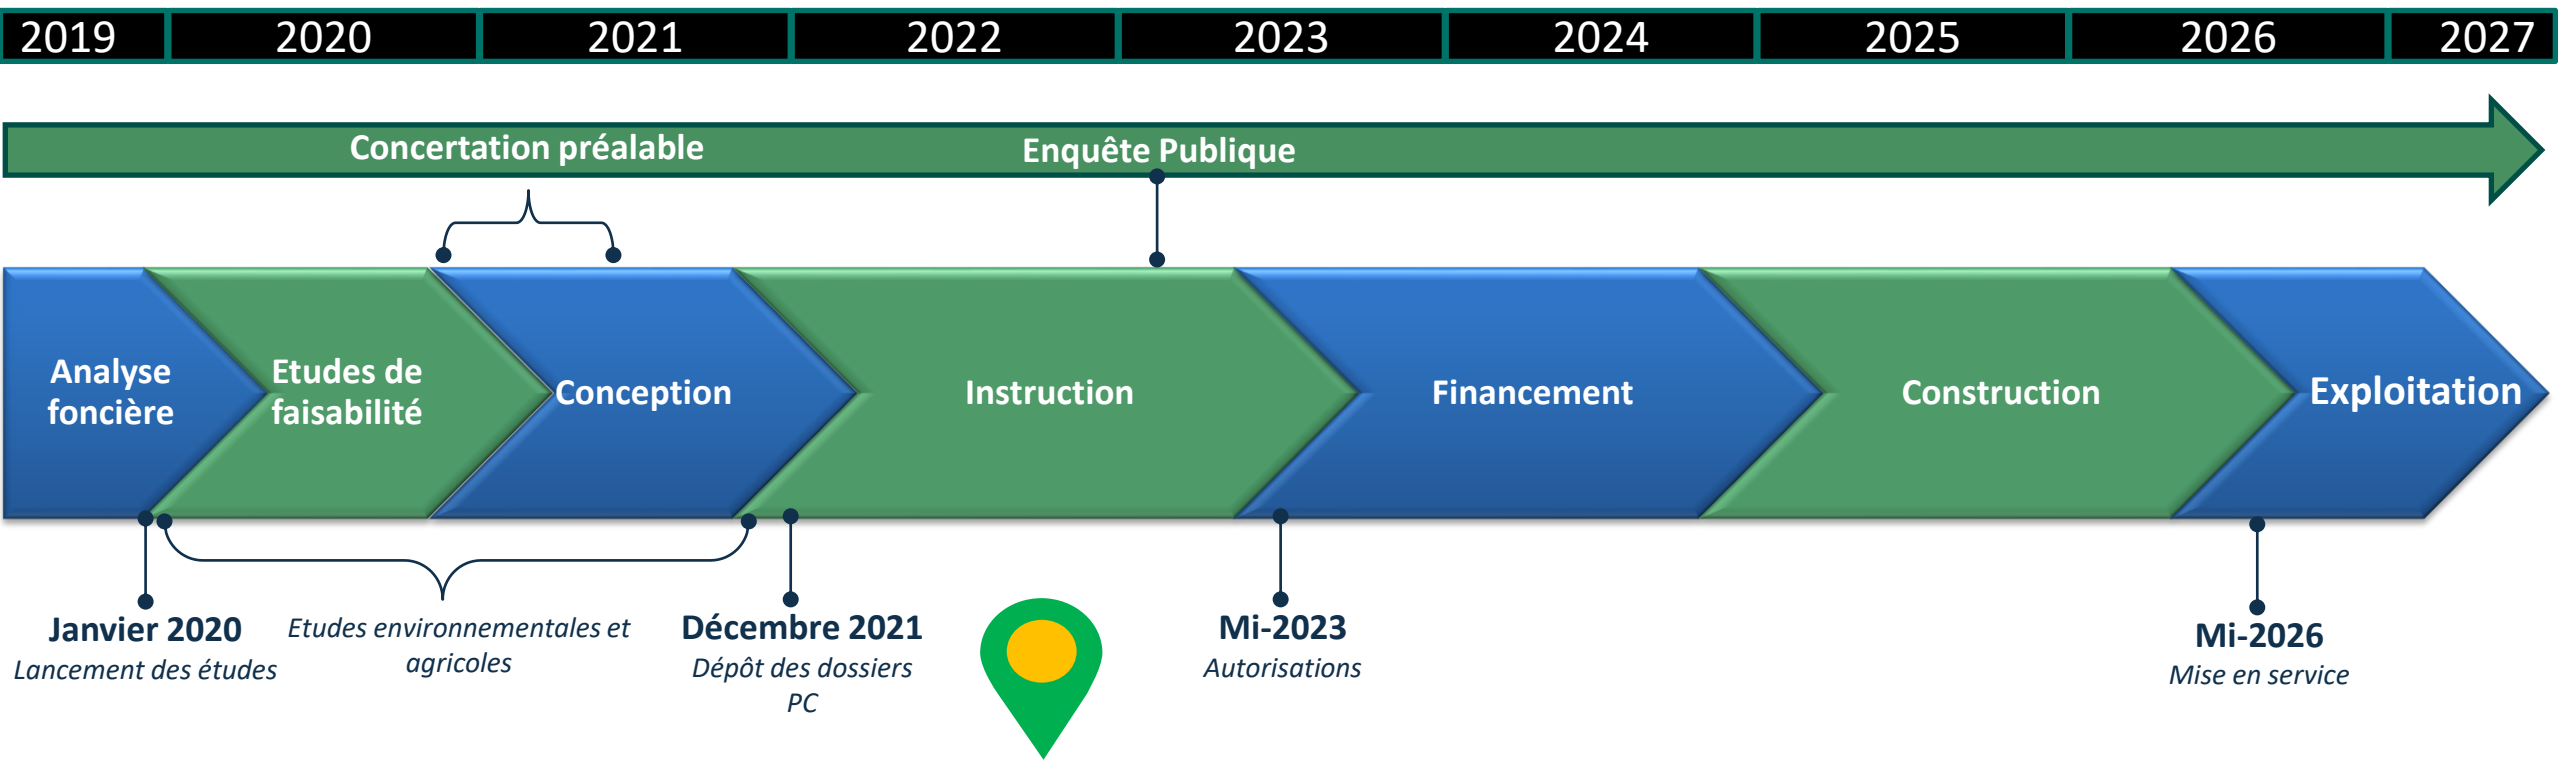 2019 2020 2021 2022 2023 2024 2025 2026 2027
Concertation préalable
Enquête Publique
Analyse
foncière
Etudes de
faisabilité
Conception
Instruction
Financement
Construction
Exploitation
Janvier 2020
Lancement des études
Etudes environnementales et
agricoles
Décembre 2021
Dépôt des dossiers
PC
Mi-2023
Autorisations
Mi-2026
Mise en service